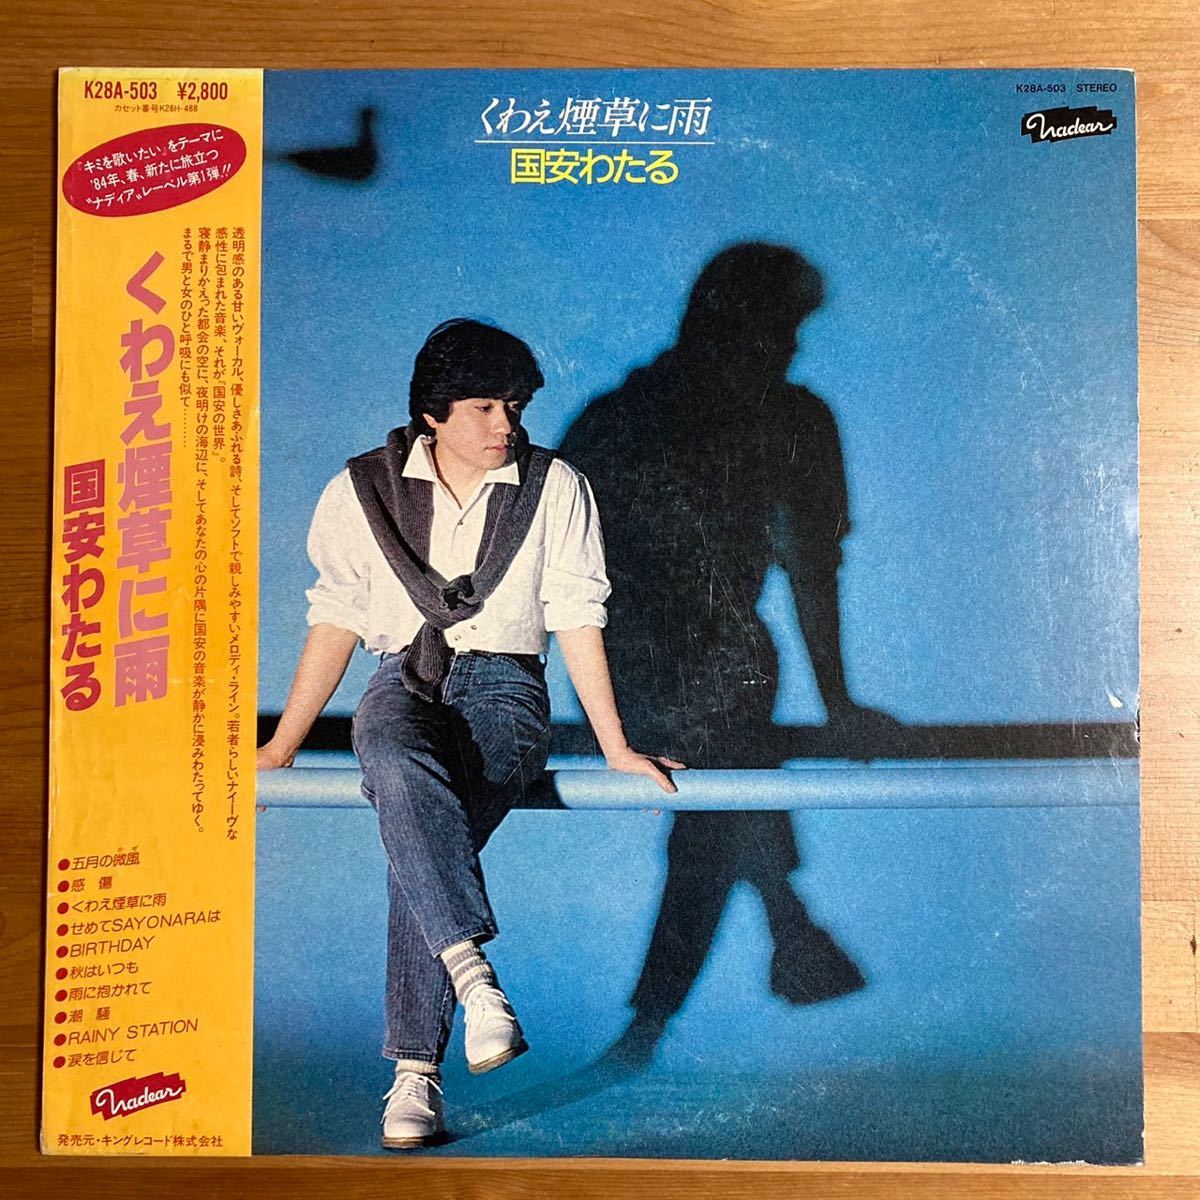 K28A-503 ¥2,800
カセット番号K28H-488
『キミを歌いたい』をテーマに
'84年、春、新たに旅立つ
"ナディア"レーベル第1弾!!
くわえ煙草に雨
国安わたる
透明感のある甘いヴォーカル、優しさあふれる詩、そしてソフトで親しみやすいメロディ・ライン。若者らしいナイーヴな
感性に包まれた音楽、それが『国安の世界』。
寝静まりかえった都会の空に、夜明けの海辺に、そしてあなたの心の片隅に国安の音楽が静かに浸みわたってゆく。
まるで男と女のひと呼吸にも似て………
●五月の微風
かぜ
●感 傷
●くわえ煙草に雨
●せめてSAYONARAは
●BIRTHDAY
●秋はいつも
●雨に抱かれて
●潮 騒
●RAINY STATION
●涙を信じて
Nadear
発売元・キングレコード株式会社
くわえ煙草に雨
国安わたる
K28A-503 STEREO
Nadear